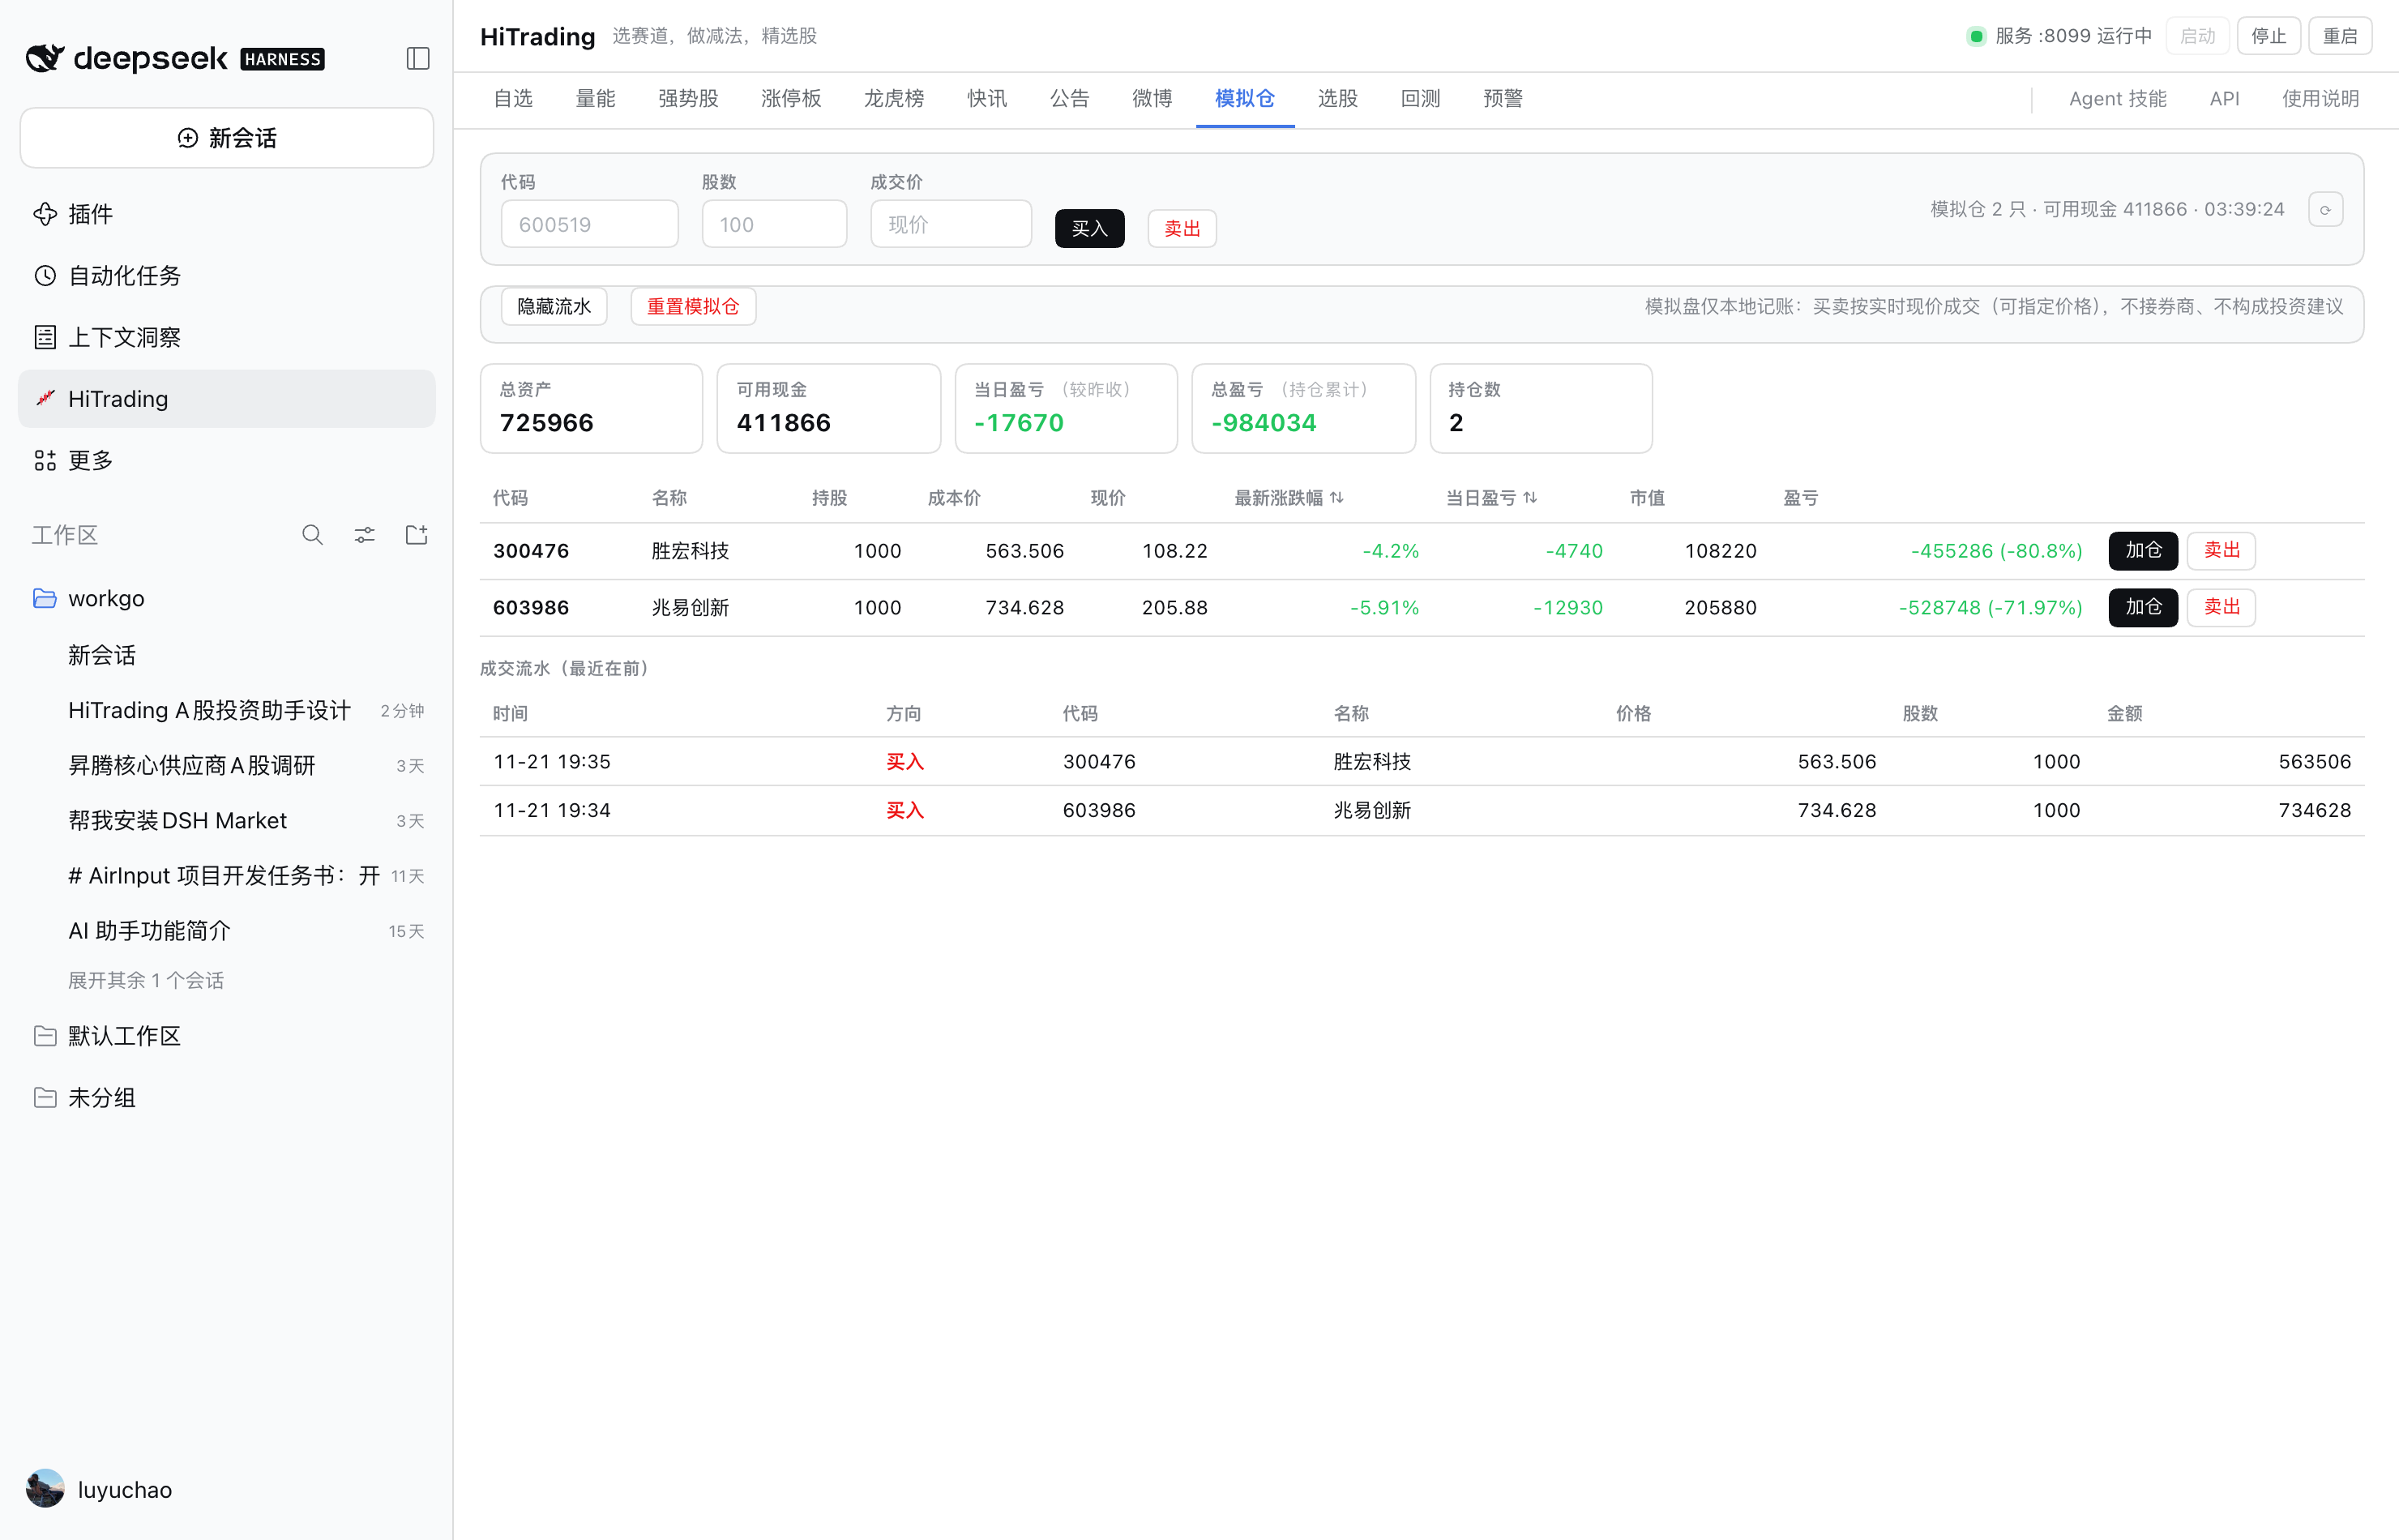 deepseek HARNESS
新会话
插件
自动化任务
上下文洞察
HiTrading
更多
工作区
workgo
新会话
HiTrading A股投资助手设计 2分钟
昇腾核心供应商A股调研 3天
帮我安装DSH Market 3天
# AirInput 项目开发任务书：开 11天
AI 助手功能简介 15天
展开其余 1 个会话
默认工作区
未分组
luyuchao
HiTrading 选赛道，做减法，精选股 服务 :8099 运行中 启动 停止 重启
自选 量能 强势股 涨停板 龙虎榜 快讯 公告 微博 模拟仓 选股 回测 预警 Agent 技能 API 使用说明
代码 股数 成交价
600519 100 现价 买入 卖出 模拟仓 2 只 · 可用现金 411866 · 03:39:24
隐藏流水 重置模拟仓 模拟盘仅本地记账：买卖按实时现价成交（可指定价格），不接券商、不构成投资建议
总资产 可用现金 当日盈亏 （较昨收） 总盈亏 （持仓累计） 持仓数
725966 411866 -17670 -984034 2
代码 名称 持股 成本价 现价 最新涨跌幅 ⇅ 当日盈亏 ⇅ 市值 盈亏
300476 胜宏科技 1000 563.506 108.22 -4.2% -4740 108220 -455286 (-80.8%) 加仓 卖出
603986 兆易创新 1000 734.628 205.88 -5.91% -12930 205880 -528748 (-71.97%) 加仓 卖出
成交流水（最近在前）
时间 方向 代码 名称 价格 股数 金额
11-21 19:35 买入 300476 胜宏科技 563.506 1000 563506
11-21 19:34 买入 603986 兆易创新 734.628 1000 734628